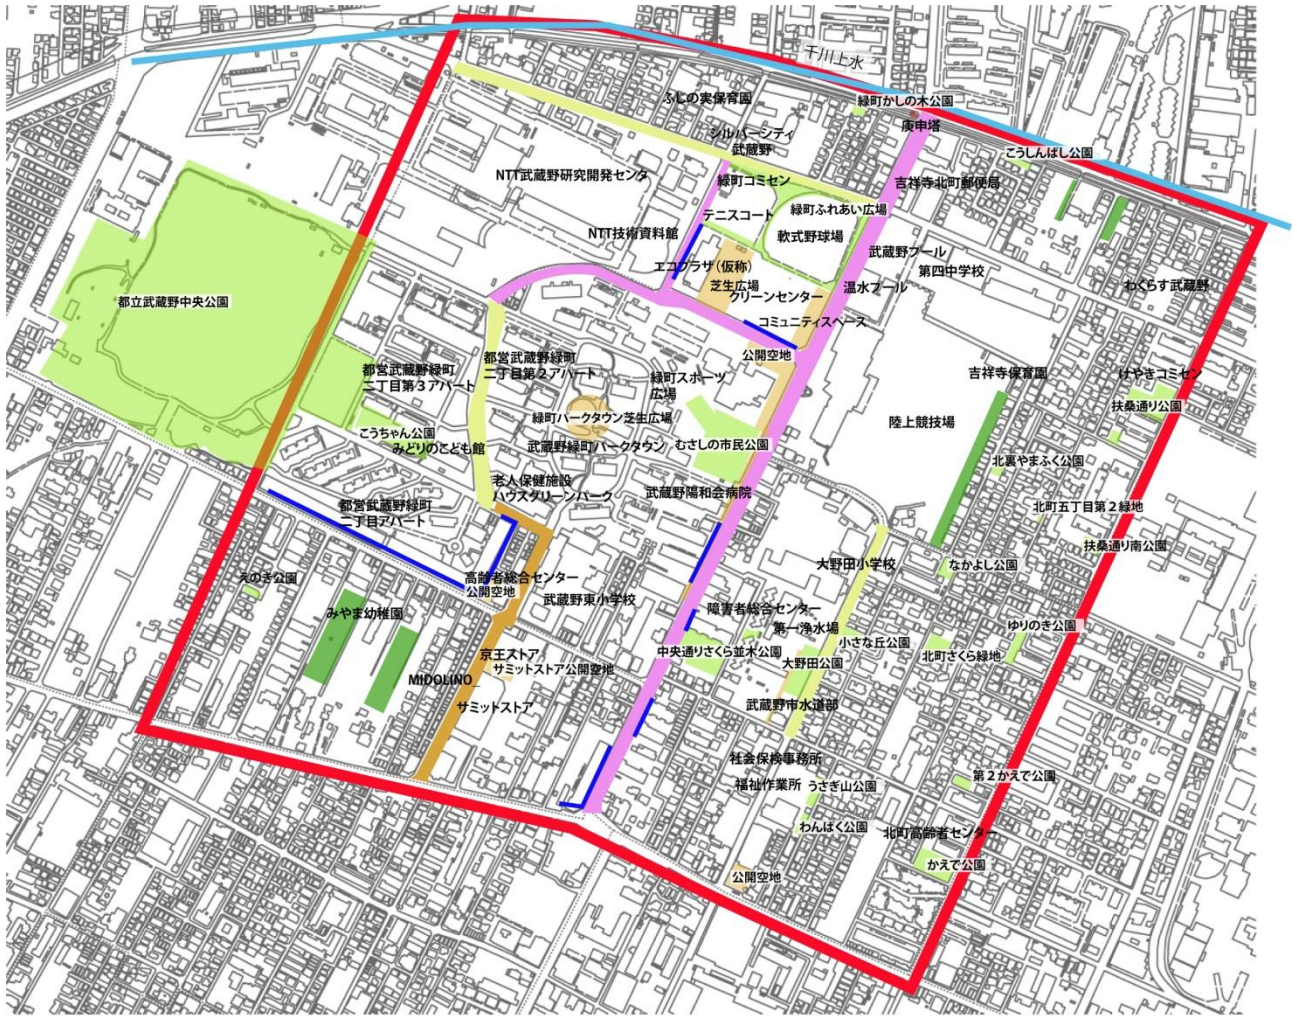 千川上水
ふじの実保育園
緑町かしの木公園
庚申塔
シルバーシティ
武蔵野
こうしんばし公園
NTT武蔵野研究開発センタ
緑町コミセン
吉祥寺北町郵便局
テニスコート
緑町ふれあい広場
NTT技術資料館
軟式野球場
武蔵野プール
第四中学校
エコプラザ（仮称）
芝生広場
わくらす武蔵野
温水プール
クリーンセンター
都立武蔵野中央公園
コミュニティスペース
公開空地
都営武蔵野緑町
二丁目第３アパート
都営武蔵野緑町
二丁目第２アパート
緑町スポーツ
広場
吉祥寺保育園
けやきコミセン
扶桑通り公園
緑町パークタウン芝生広場
陸上競技場
こうちゃん公園
みどりのこども館
武蔵野緑町パークタウン
むさしの市民公園
北裏やまふく公園
老人保健施設
ハウスグリーンパーク
武蔵野陽和会病院
都営武蔵野緑町
二丁目アパート
北町五丁目第２緑地
扶桑通り南公園
大野田小学校
なかよし公園
えのき公園
高齢者総合センター
公開空地
武蔵野東小学校
みやま幼稚園
障害者総合センター
第一浄水場
ゆりのき公園
小さな丘公園
京王ストア
サミットストア公開空地
中央通りさくら並木公園
大野田公園
北町さくら緑地
MIDOLINO_
サミットストア
武蔵野市水道部
社会保険事務所
福祉作業所
うさぎ山公園
第２かえで公園
わんぱく公園
北町高齢者センター
かえで公園
公開空地